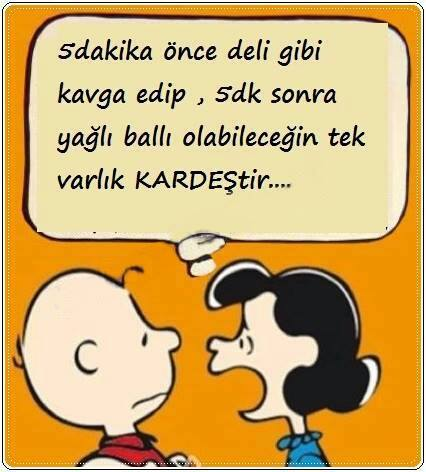 5dakika önce deli gibi
kavga edip , 5dk sonra
yağlı ballı olabileceğin tek
varlık KARDEŞtir....